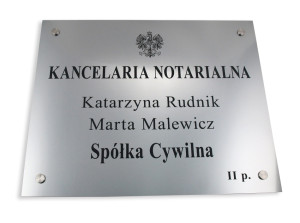 KANCELARIA NOTARIALNA
Katarzyna Rudnik
Marta Malewicz
Spółka Cywilna
II p.